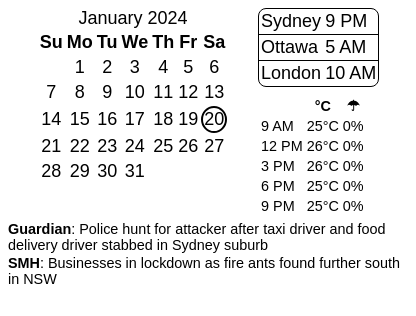 January 2024
Su Mo Tu We Th Fr Sa
1 2 3 4 5 6
7 8 9 10 11 12 13
14 15 16 17 18 19 20
21 22 23 24 25 26 27
28 29 30 31
Sydney 9 PM
Ottawa 5 AM
London 10 AM
°C ☂
9 AM 25°C 0%
12 PM 26°C 0%
3 PM 26°C 0%
6 PM 25°C 0%
9 PM 25°C 0%
Guardian: Police hunt for attacker after taxi driver and food
delivery driver stabbed in Sydney suburb
SMH: Businesses in lockdown as fire ants found further south
in NSW